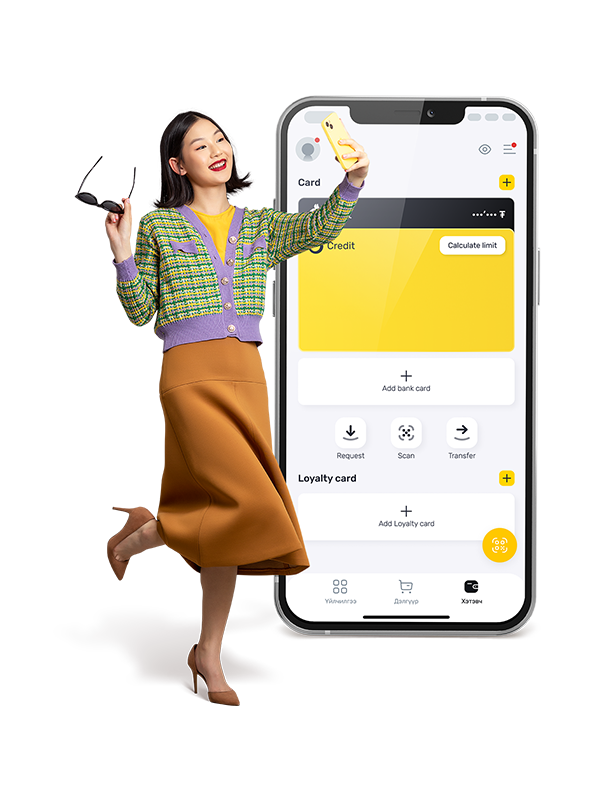 Card
•••,••• ₮
Credit
Calculate limit
Add bank card
Request
Scan
Transfer
Loyalty card
Add Loyalty card
Үйлчилгээ
Дэлгүүр
Хэтэвч